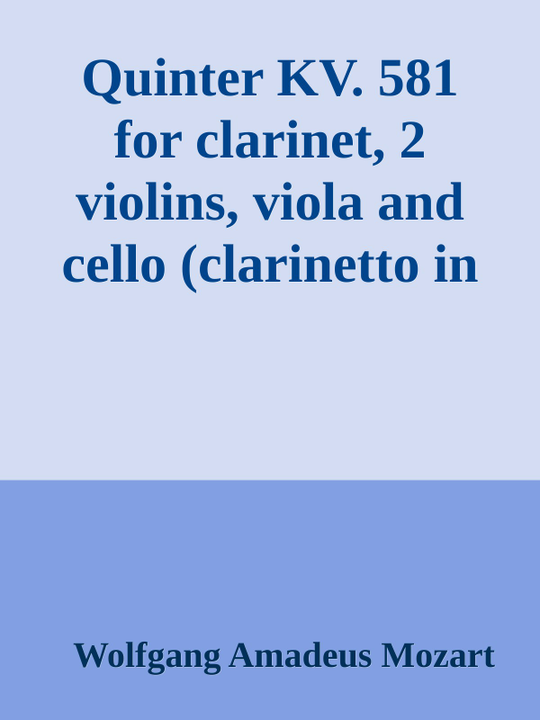 Quinter KV. 581
for clarinet, 2
violins, viola and
cello (clarinetto in
Wolfgang Amadeus Mozart